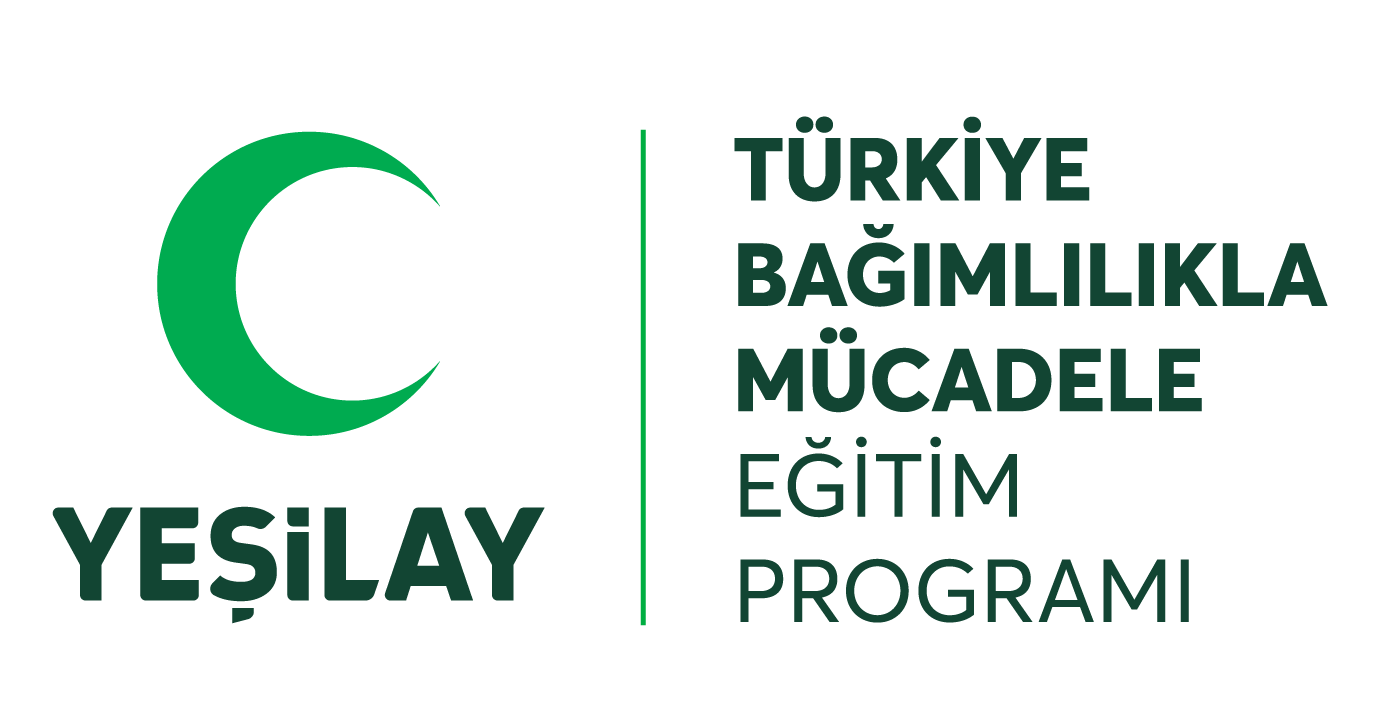 YEŞİLAY
TÜRKİYE
BAĞIMLILIKLA
MÜCADELE
EĞİTİM
PROGRAMI